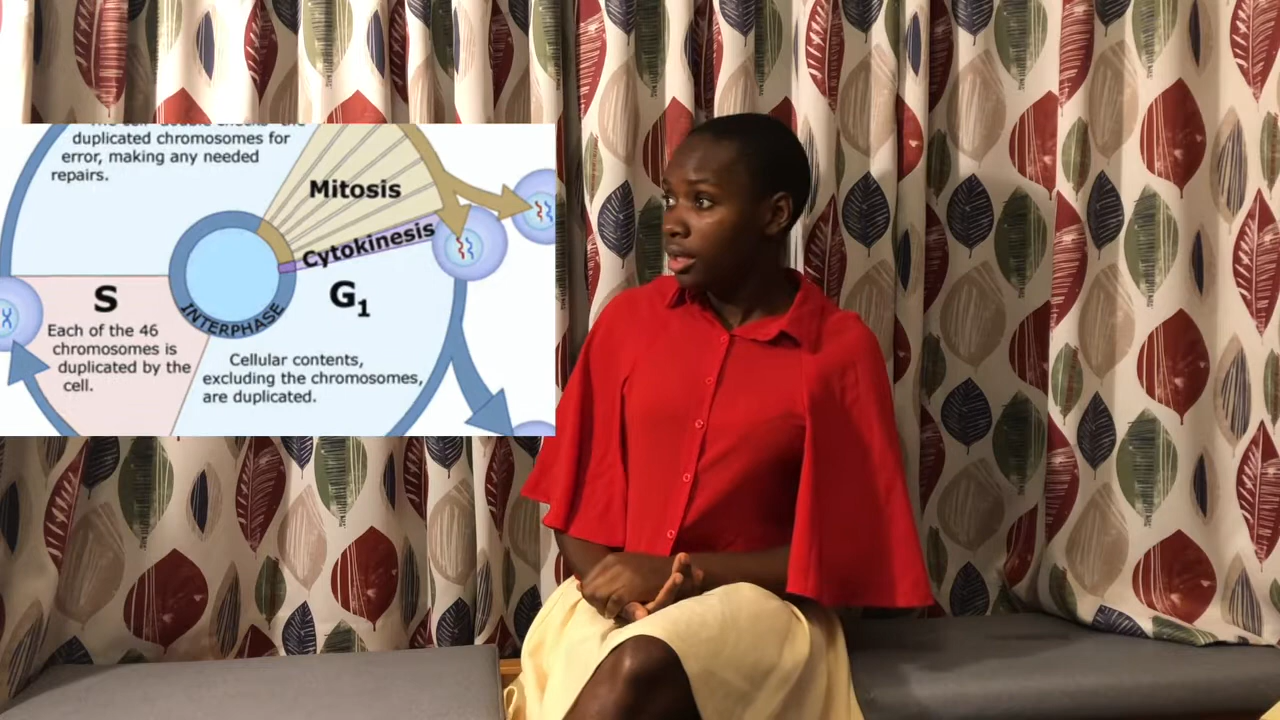 duplicated chromosomes for
error, making any needed
repairs.
Mitosis
Cytokinesis
G1
S
INTERPHASE
Each of the 46
chromosomes is
duplicated by the
cell.
Cellular contents,
excluding the chromosomes,
are duplicated.